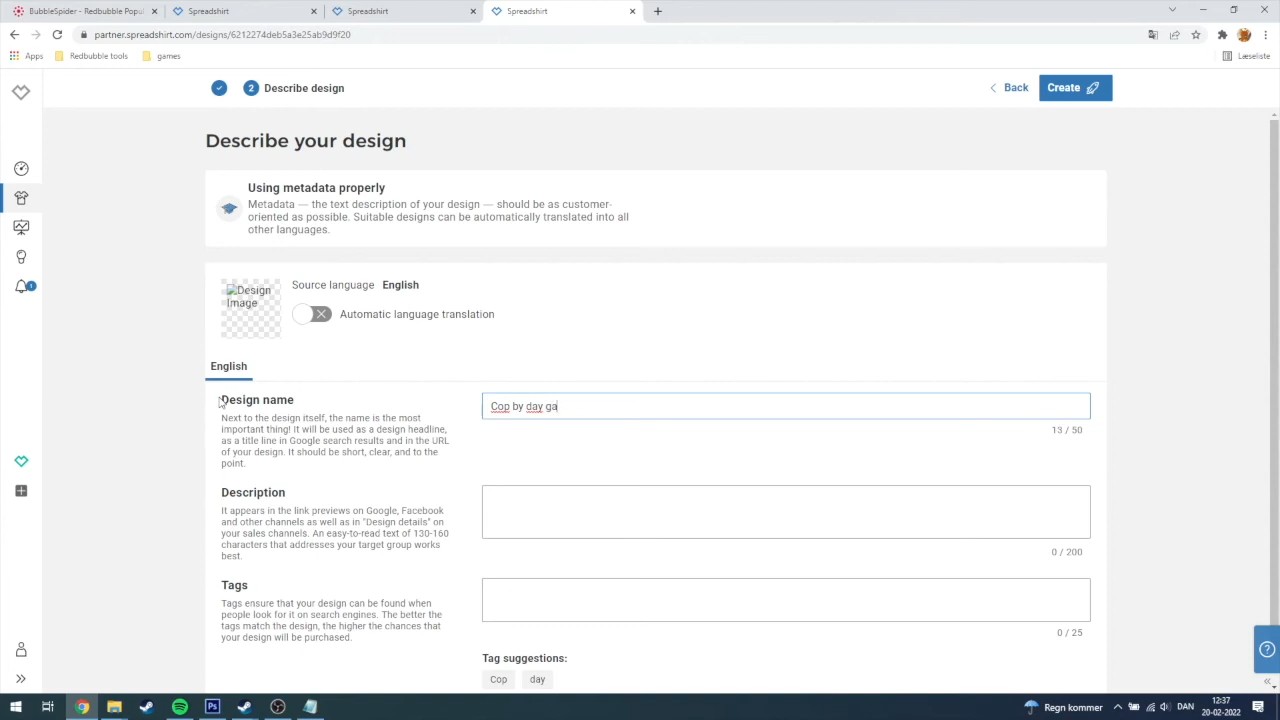 BubbleSpider - Redbubble Popul
Spreadshirt
Spreadshirt
Spreadshirt
partner.spreadshirt.com/designs/6212274deb5a3e25ab9d9f20
Apps
Redbubble tools
games
Læseliste
2
Describe design
Back
Create
Describe your design
Using metadata properly
Metadata — the text description of your design — should be as customer-
oriented as possible. Suitable designs can be automatically translated into all
other languages.
Design
Image
Source language English
Automatic language translation
English
Design name
Next to the design itself, the name is the most
important thing! It will be used as a design headline,
as a title line in Google search results and in the URL
of your design. It should be short, clear, and to the
point.
Cop by day ga
13 / 50
Description
It appears in the link previews on Google, Facebook
and other channels as well as in "Design details" on
your sales channels. An easy-to-read text of 130-160
characters that addresses your target group works
best.
0 / 200
Tags
Tags ensure that your design can be found when
people look for it on search engines. The better the
tags match the design, the higher the chances that
your design will be purchased.
0 / 25
Tag suggestions:
Cop
day
1
Regn kommer
DAN
12:37
20-02-2022